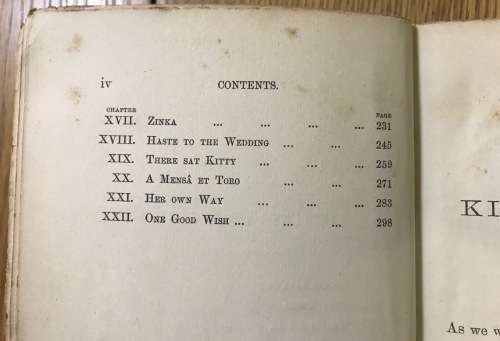 iv CONTENTS.
CHAPTER PAGE
XVII. ZINKA ... ... ... ... 231
XVIII. HASTE TO THE WEDDING ... ... 245
XIX. THERE SAT KITTY ... ... ... 259
XX. A MENSÂ ET TORO ... ... 271
XXI. HER OWN WAY ... ... ... 283
XXII. ONE GOOD WISH ... ... ... 298
KI
As we w